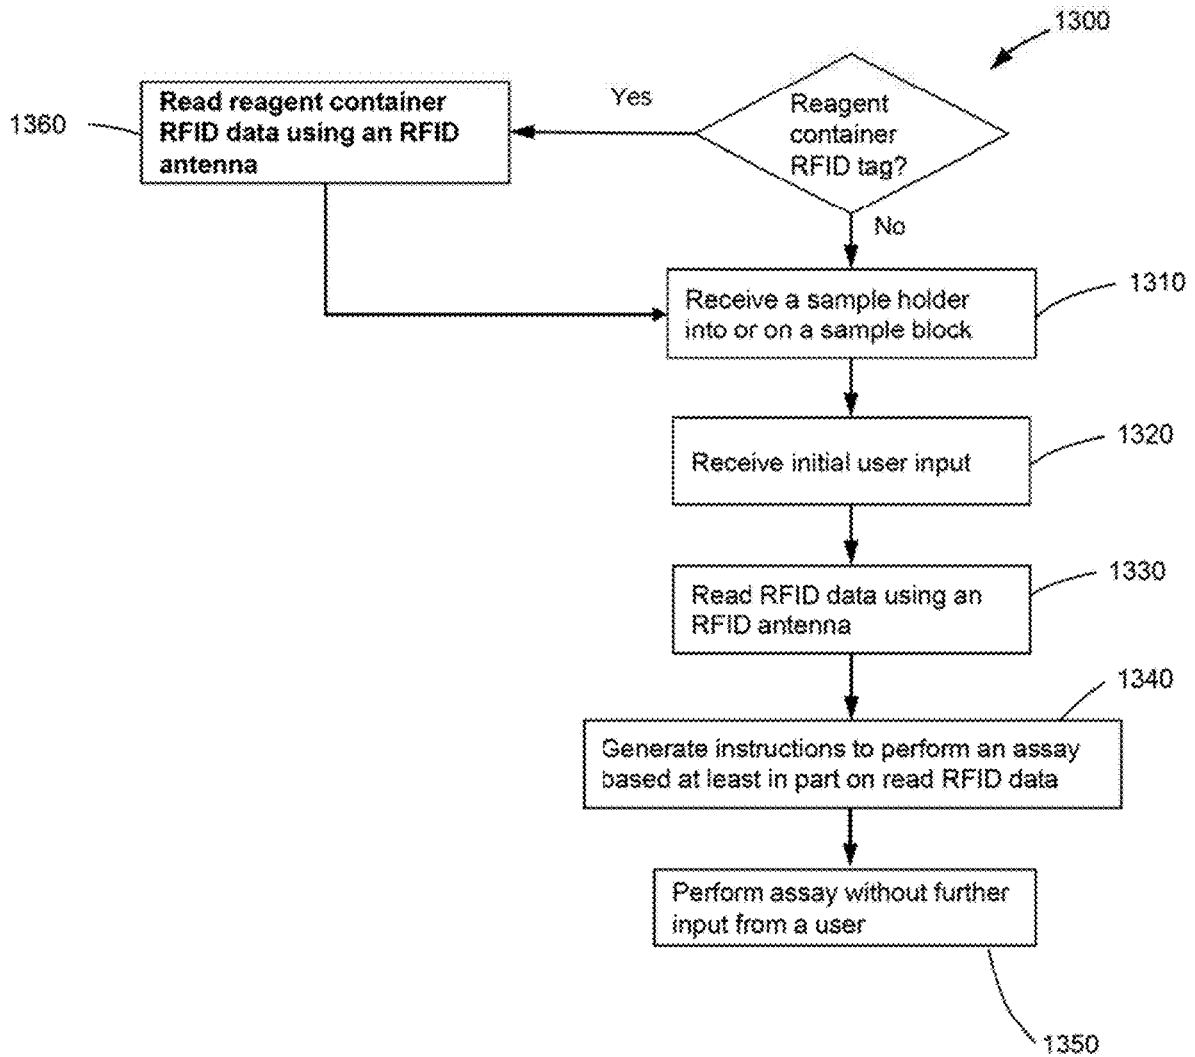 1300
Reagent
container
RFID tag?
Yes
No
1360
Read reagent container
RFID data using an RFID
antenna
Receive a sample holder
into or on a sample block
1310
Receive initial user input
1320
Read RFID data using an
RFID antenna
1330
1340
Generate instructions to perform an assay
based at least in part on read RFID data
Perform assay without further
input from a user
1350